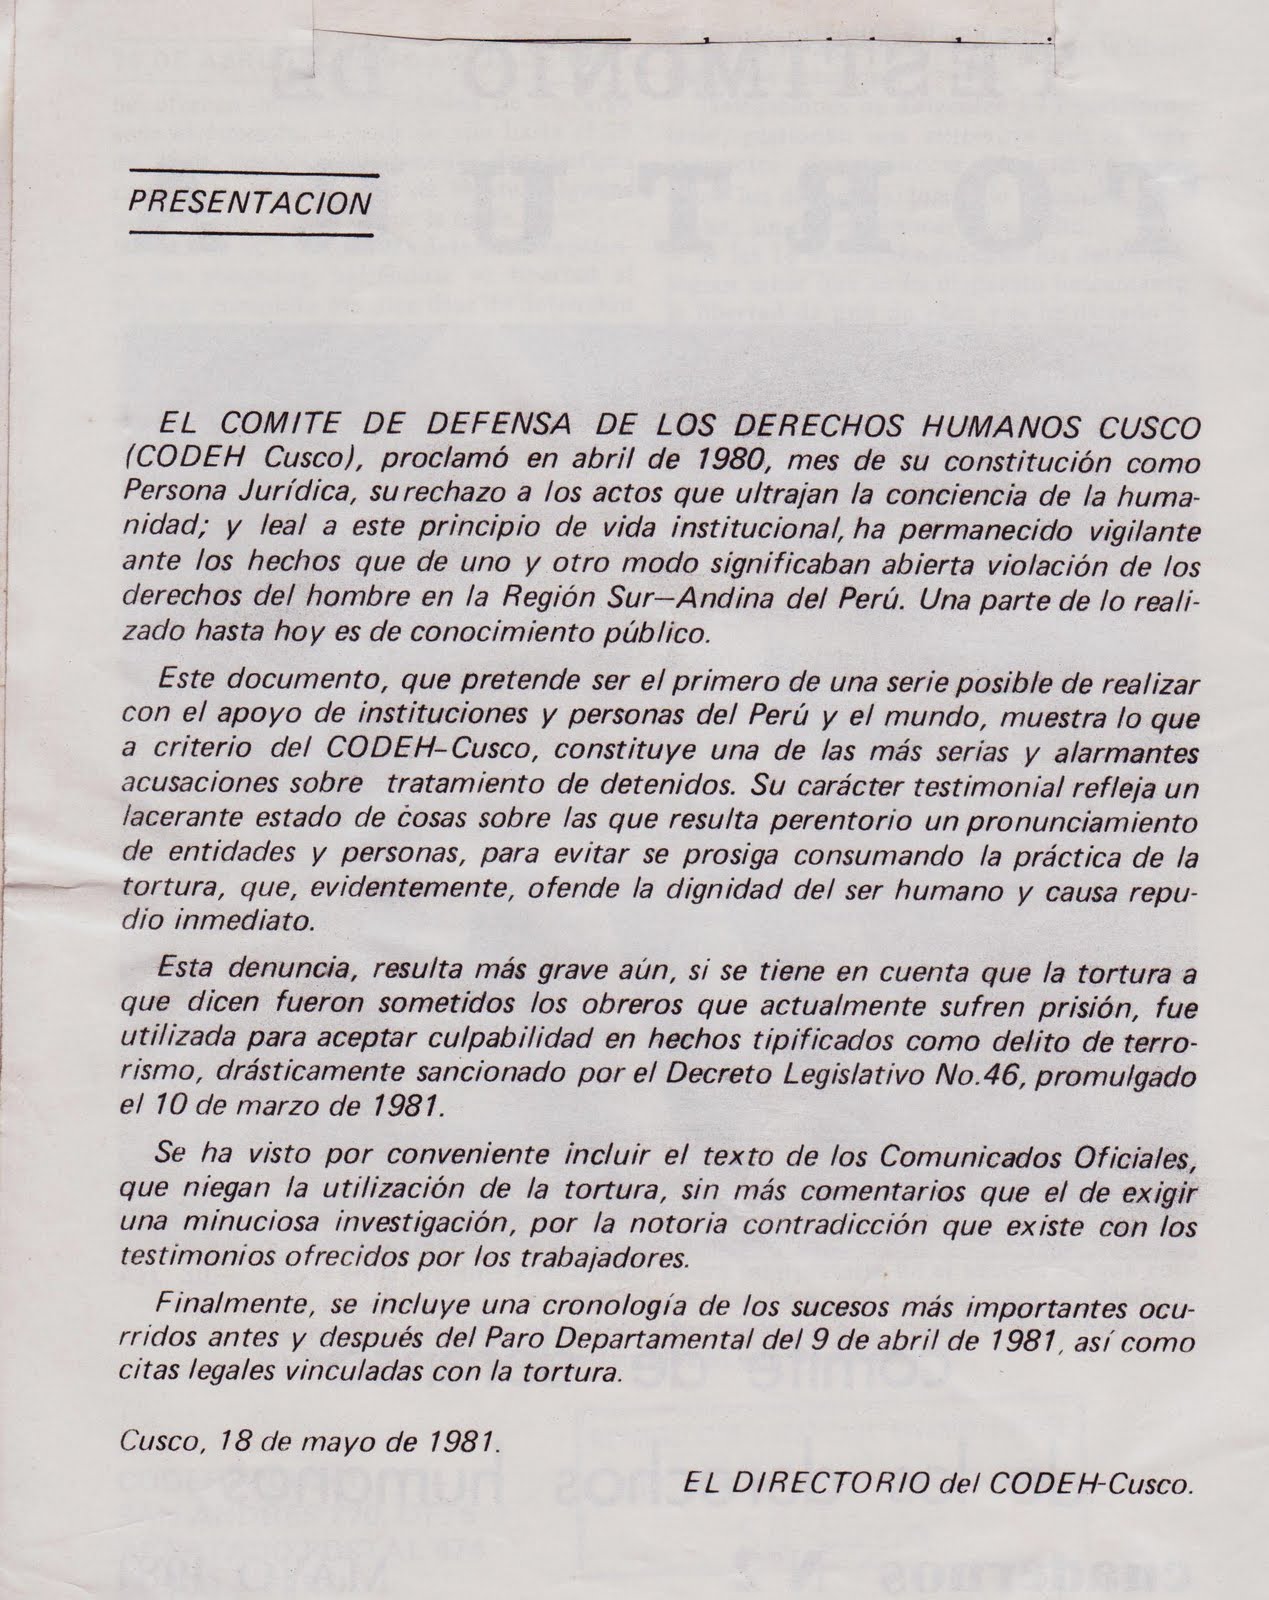 PRESENTACION
EL COMITE DE DEFENSA DE LOS DERECHOS HUMANOS CUSCO
(CODEH Cusco), proclamó en abril de 1980, mes de su constitución como
Persona Jurídica, su rechazo a los actos que ultrajan la conciencia de la huma-
nidad; y leal a este principio de vida institucional, ha permanecido vigilante
ante los hechos que de uno y otro modo significaban abierta violación de los
derechos del hombre en la Región Sur—Andina del Perú. Una parte de lo reali-
zado hasta hoy es de conocimiento público.
Este documento, que pretende ser el primero de una serie posible de realizar
con el apoyo de instituciones y personas del Perú y el mundo, muestra lo que
a criterio del CODEH-Cusco, constituye una de las más serias y alarmantes
acusaciones sobre tratamiento de detenidos. Su carácter testimonial refleja un
lacerante estado de cosas sobre las que resulta perentorio un pronunciamiento
de entidades y personas, para evitar se prosiga consumando la práctica de la
tortura, que, evidentemente, ofende la dignidad del ser humano y causa repu-
dio inmediato.
Esta denuncia, resulta más grave aún, si se tiene en cuenta que la tortura a
que dicen fueron sometidos los obreros que actualmente sufren prisión, fue
utilizada para aceptar culpabilidad en hechos tipificados como delito de terro-
rismo, drásticamente sancionado por el Decreto Legislativo No.46, promulgado
el 10 de marzo de 1981.
Se ha visto por conveniente incluir el texto de los Comunicados Oficiales,
que niegan la utilización de la tortura, sin más comentarios que el de exigir
una minuciosa investigación, por la notoria contradicción que existe con los
testimonios ofrecidos por los trabajadores.
Finalmente, se incluye una cronología de los sucesos más importantes ocu-
rridos antes y después del Paro Departamental del 9 de abril de 1981, así como
citas legales vinculadas con la tortura.
Cusco, 18 de mayo de 1981.
EL DIRECTORIO del CODEH-Cusco.